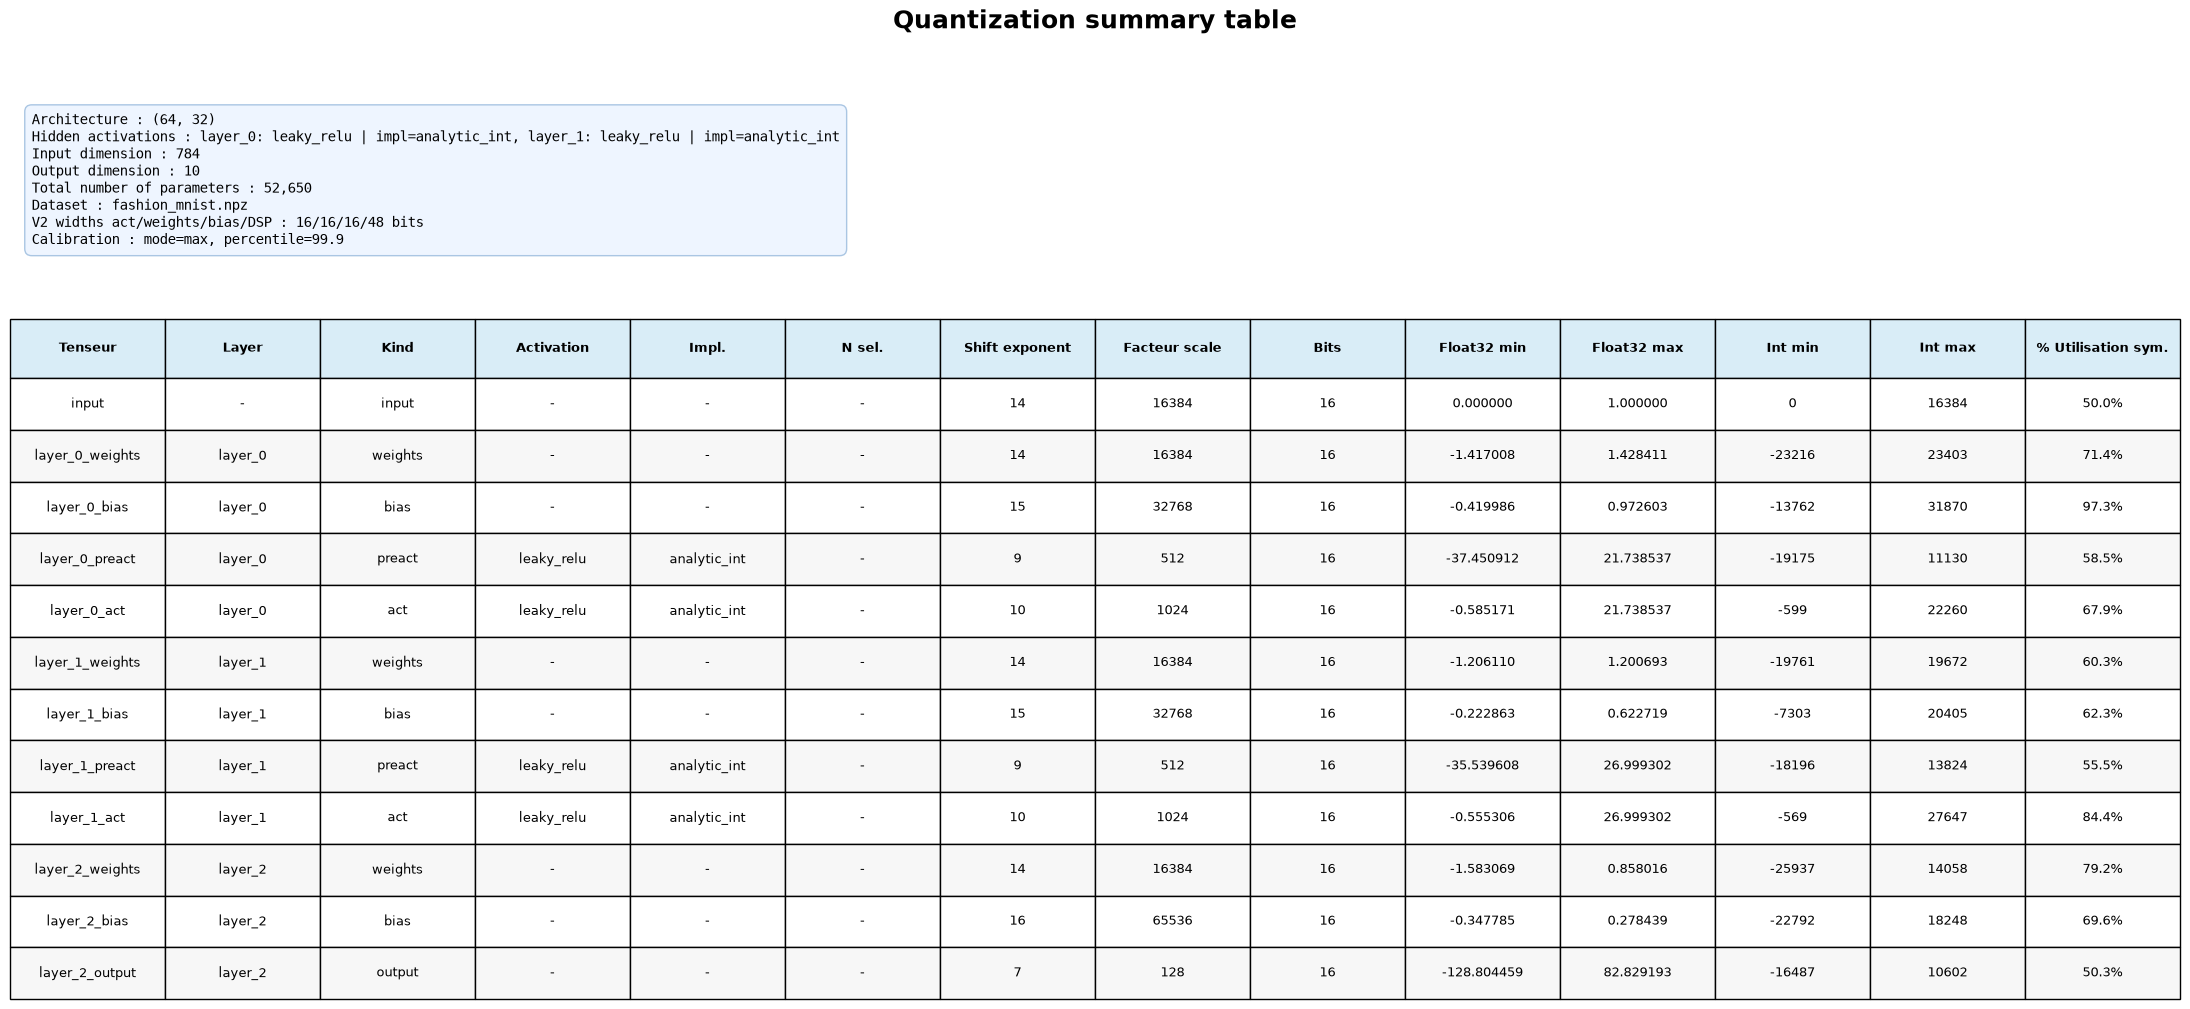 Quantization summary table
Architecture : (64, 32)
Hidden activations : layer_0: leaky_relu | impl=analytic_int, layer_1: leaky_relu | impl=analytic_int
Input dimension : 784
Output dimension : 10
Total number of parameters : 52,650
Dataset : fashion_mnist.npz
V2 widths act/weights/bias/DSP : 16/16/16/48 bits
Calibration : mode=max, percentile=99.9
Tenseur Layer Kind Activation Impl. N sel. Shift exponent Facteur scale Bits Float32 min Float32 max Int min Int max % Utilisation sym.
input - input - - - 14 16384 16 0.000000 1.000000 0 16384 50.0%
layer_0_weights layer_0 weights - - - 14 16384 16 -1.417008 1.428411 -23216 23403 71.4%
layer_0_bias layer_0 bias - - - 15 32768 16 -0.419986 0.972603 -13762 31870 97.3%
layer_0_preact layer_0 preact leaky_relu analytic_int - 9 512 16 -37.450912 21.738537 -19175 11130 58.5%
layer_0_act layer_0 act leaky_relu analytic_int - 10 1024 16 -0.585171 21.738537 -599 22260 67.9%
layer_1_weights layer_1 weights - - - 14 16384 16 -1.206110 1.200693 -19761 19672 60.3%
layer_1_bias layer_1 bias - - - 15 32768 16 -0.222863 0.622719 -7303 20405 62.3%
layer_1_preact layer_1 preact leaky_relu analytic_int - 9 512 16 -35.539608 26.999302 -18196 13824 55.5%
layer_1_act layer_1 act leaky_relu analytic_int - 10 1024 16 -0.555306 26.999302 -569 27647 84.4%
layer_2_weights layer_2 weights - - - 14 16384 16 -1.583069 0.858016 -25937 14058 79.2%
layer_2_bias layer_2 bias - - - 16 65536 16 -0.347785 0.278439 -22792 18248 69.6%
layer_2_output layer_2 output - - - 7 128 16 -128.804459 82.829193 -16487 10602 50.3%